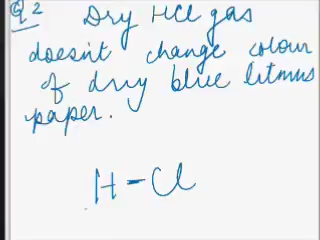 Q2 Dry HCl gas
doesn't change colour
of dry blue litmus
paper.
H-Cl